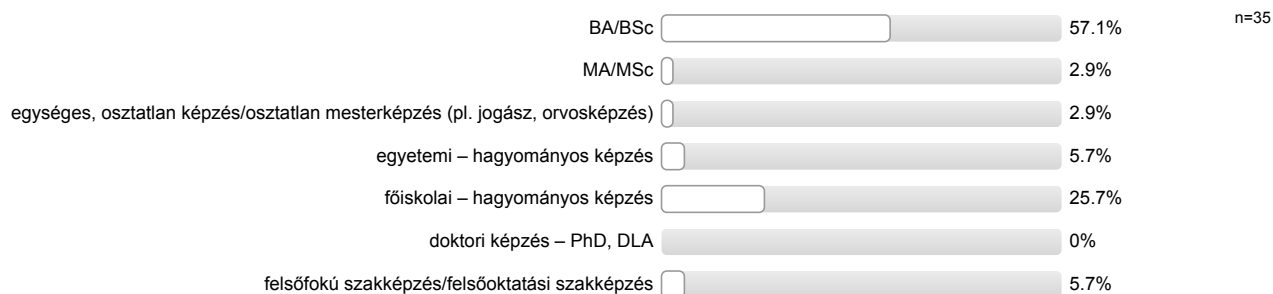 BA/BSc 57.1% n=35
MA/MSc 2.9%
egységes, osztatlan képzés/osztatlan mesterképzés (pl. jogász, orvosképzés) 2.9%
egyetemi – hagyományos képzés 5.7%
főiskolai – hagyományos képzés 25.7%
doktori képzés – PhD, DLA 0%
felsőfokú szakképzés/felsőoktatási szakképzés 5.7%